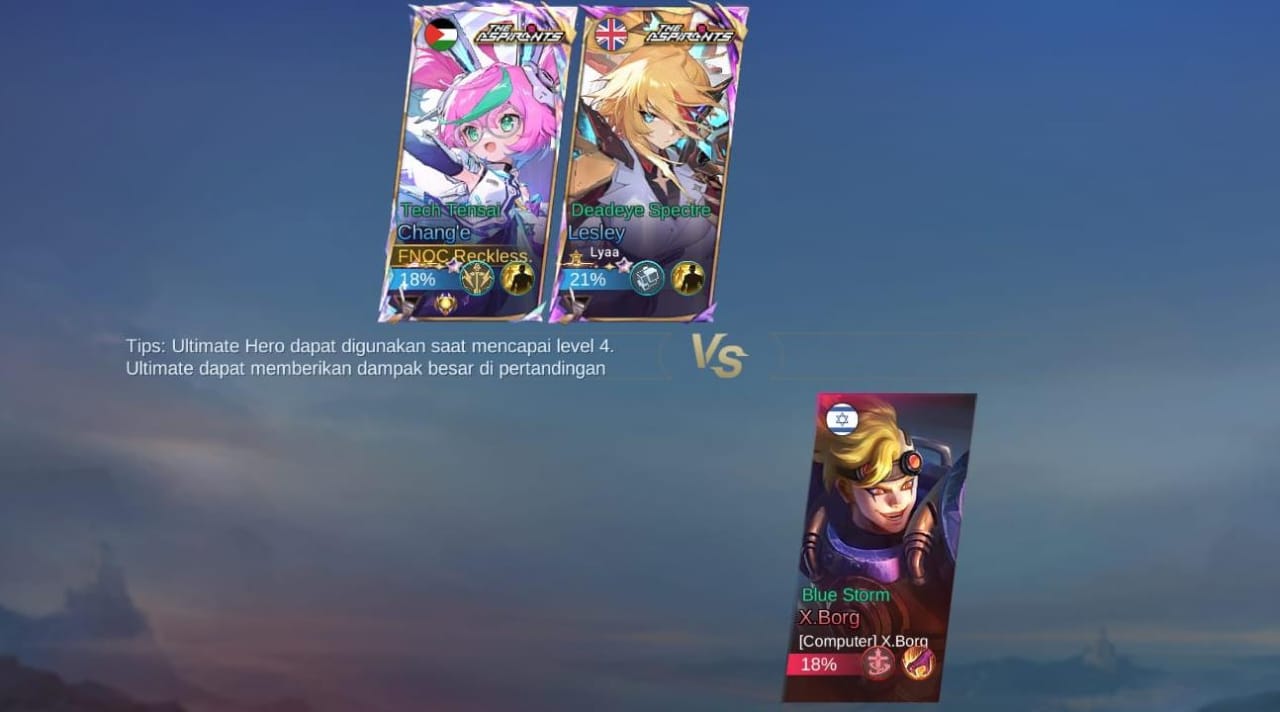 THE ASPIRANTS
THE ASPIRANTS
Tech Tensai
Deadeye Spectre
Chang'e
Lesley
FNOC Reckless.
Lyaa
18%
21%
Tips: Ultimate Hero dapat digunakan saat mencapai level 4.
Ultimate dapat memberikan dampak besar di pertandingan
VS
Blue Storm
X.Borg
[Computer] X.Borg
18%